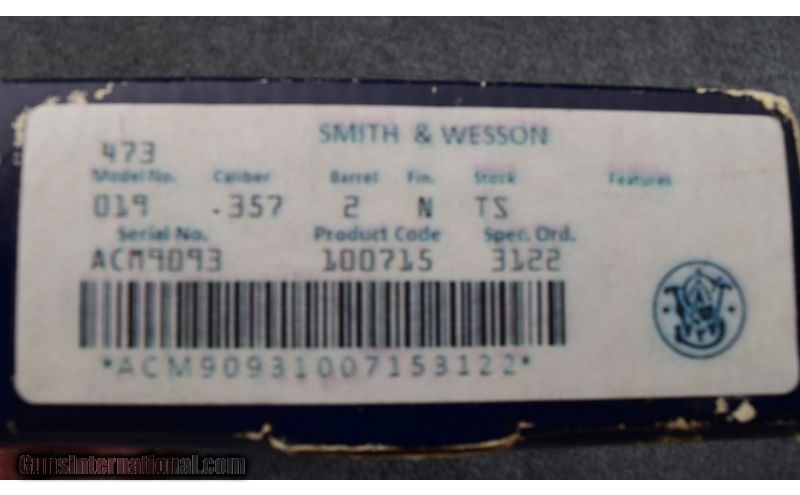 SMITH & WESSON
473
Model No. Caliber Barrel Fin. Stock Features
019 .357 2 N TS
Serial No. Product Code Spec. Ord.
ACM9093 100715 3122
*ACM90931007153122*
GunsInternational.com